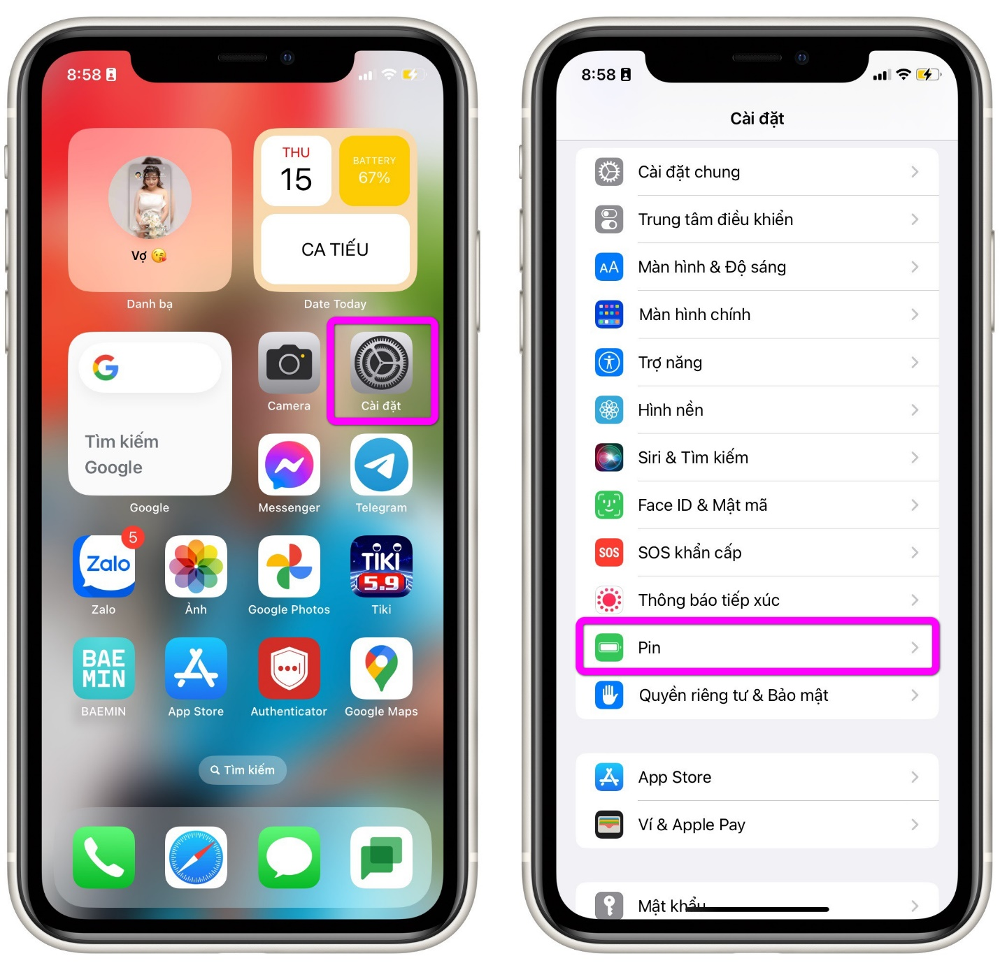 8:58
THU
15
BATTERY
67%
CA TIẾU
Vợ 😘
Danh bạ
Date Today
Tìm kiếm
Google
Google
Camera
Cài đặt
Messenger
Telegram
5
Zalo
TIKI
5.9
Zalo
Ảnh
Google Photos
Tiki
BAE
MIN
BAEMIN
App Store
Authenticator
Google Maps
Tìm kiếm
8:58
Cài đặt
Cài đặt chung
Trung tâm điều khiển
AA
Màn hình & Độ sáng
Màn hình chính
Trợ năng
Hình nền
Siri & Tìm kiếm
Face ID & Mật mã
SOS
SOS khẩn cấp
Thông báo tiếp xúc
Pin
Quyền riêng tư & Bảo mật
App Store
Ví & Apple Pay
Mật khẩu